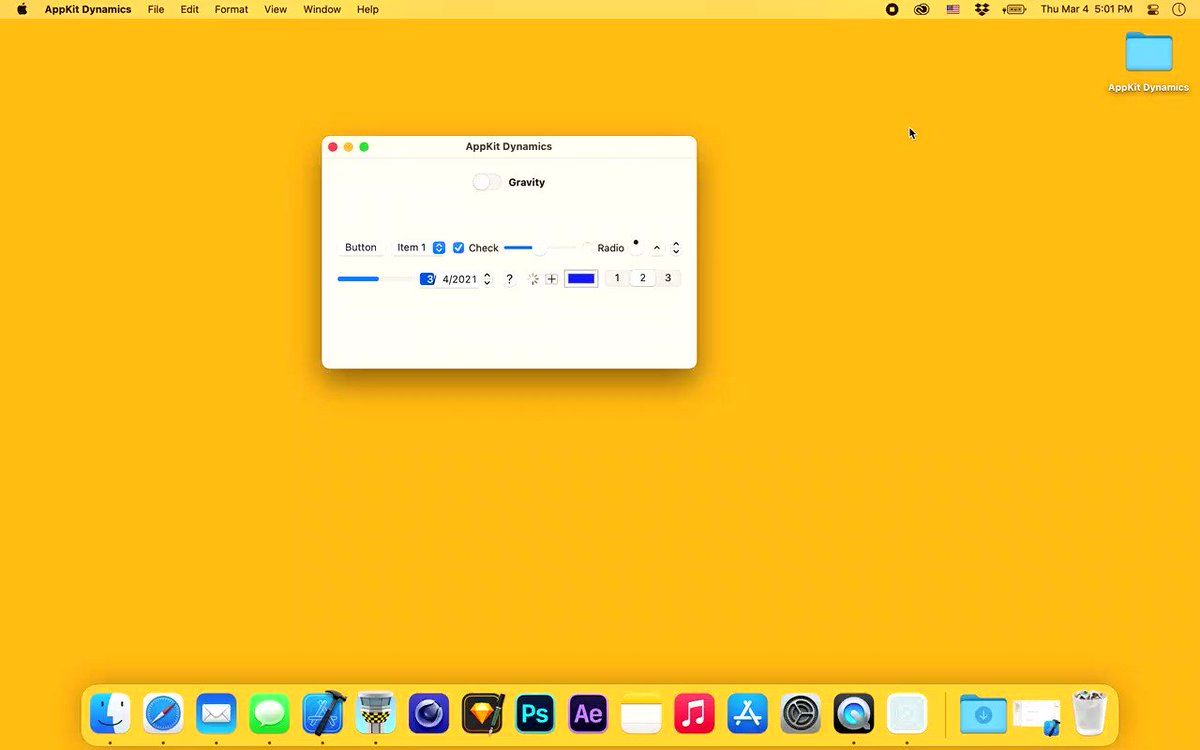 AppKit Dynamics File Edit Format View Window Help Thu Mar 4 5:01 PM
AppKit Dynamics
AppKit Dynamics
Gravity
Button Item 1 Check Radio
3/ 4/2021 ? 1 2 3
Ps Ae